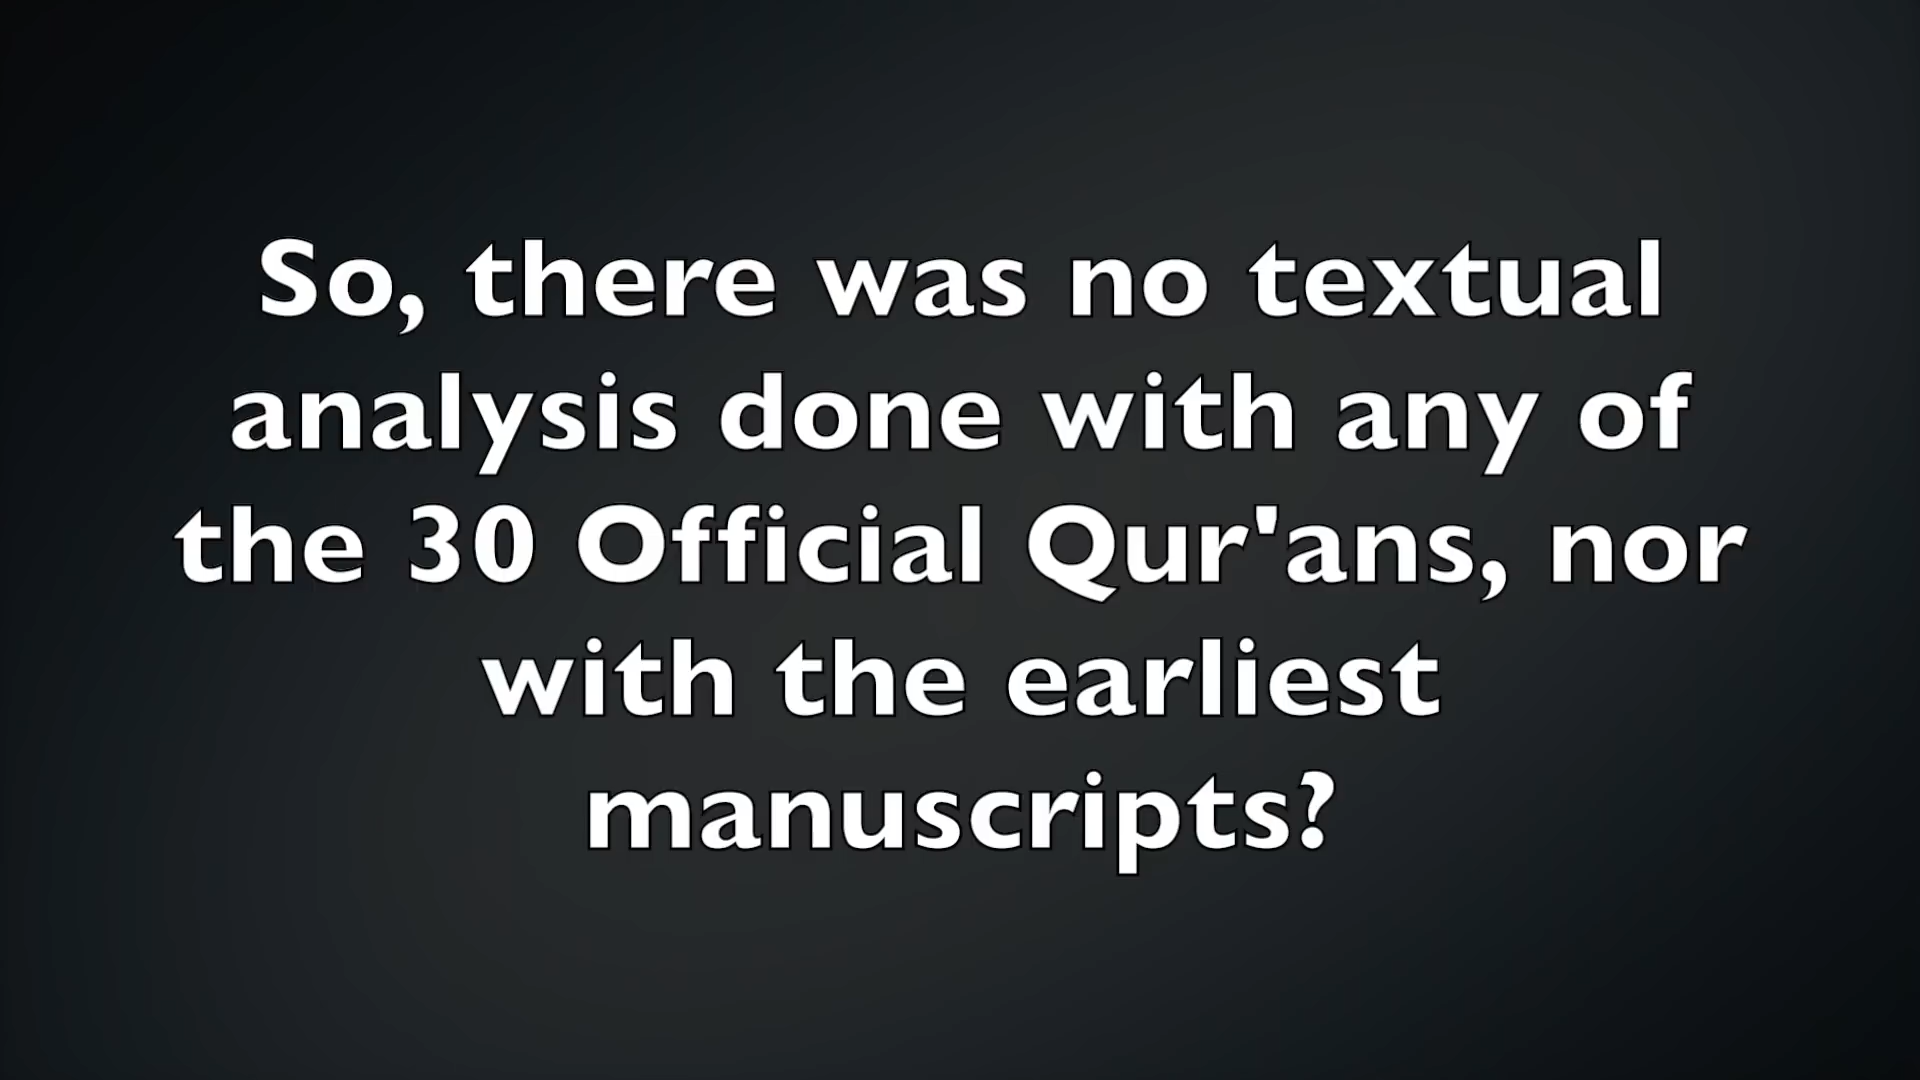 So, there was no textual
analysis done with any of
the 30 Official Qur'ans, nor
with the earliest
manuscripts?